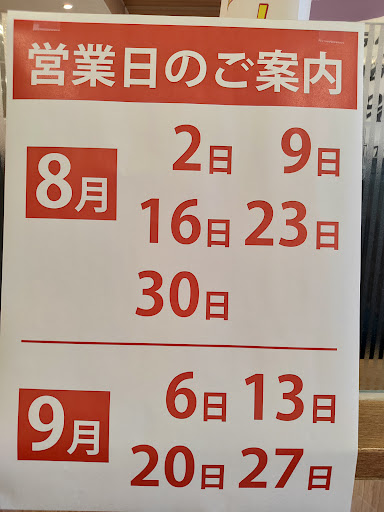 営業日のご案内
8月
2日 9日
16日 23日
30日
9月
6日 13日
20日 27日